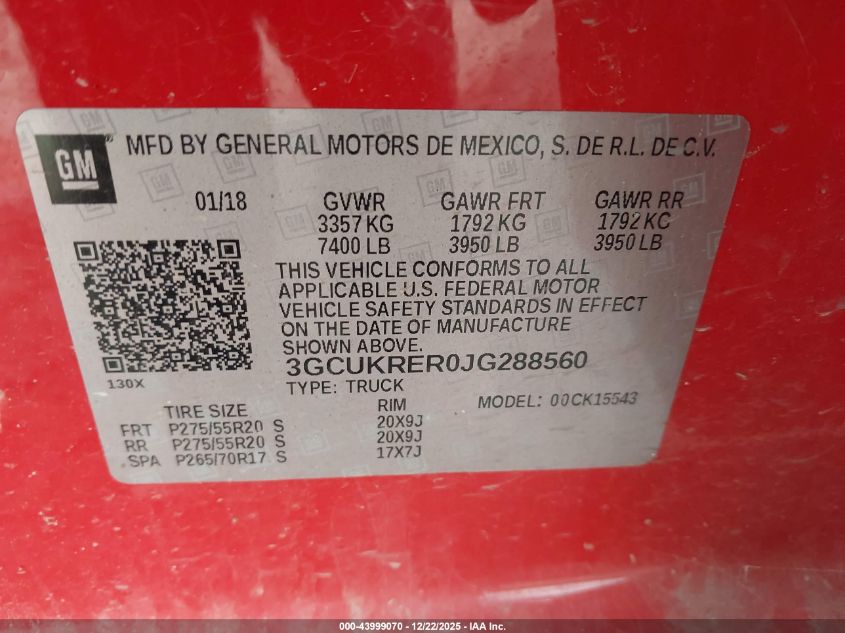 GM
MFD BY GENERAL MOTORS DE MEXICO, S. DE R.L. DE C.V.
01/18 GVWR GAWR FRT GAWR RR
3357 KG 1792 KG 1792 KG
7400 LB 3950 LB 3950 LB
THIS VEHICLE CONFORMS TO ALL
APPLICABLE U.S. FEDERAL MOTOR
VEHICLE SAFETY STANDARDS IN EFFECT
ON THE DATE OF MANUFACTURE
SHOWN ABOVE.
3GCUKRER0JG288560
130X
TYPE: TRUCK
MODEL: 00CK15543
TIRE SIZE RIM
FRT P275/55R20 S 20X9J
RR P275/55R20 S 20X9J
SPA P265/70R17 S 17X7J
000-43999070 - 12/22/2025 - IAA Inc.